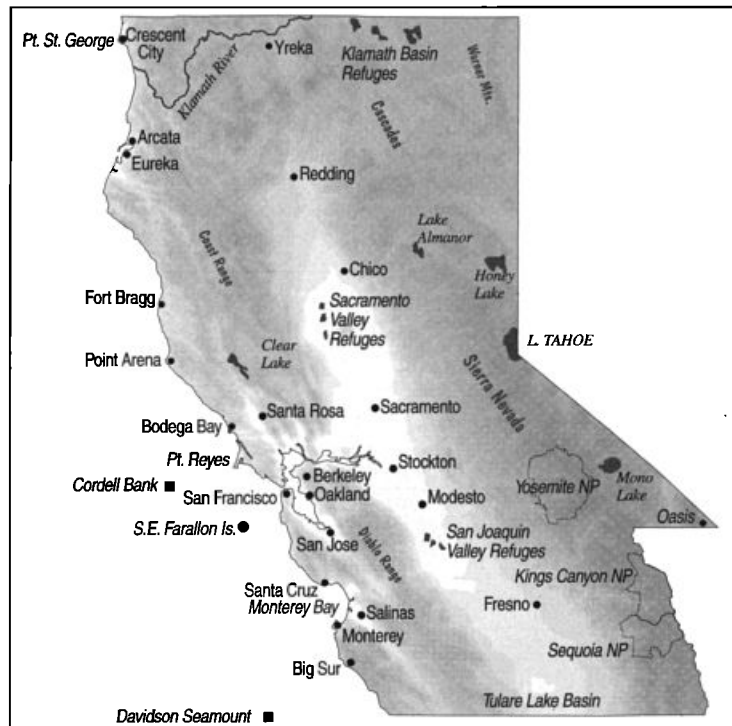 Pt. St. George
Crescent
City
Klamath River
Yreka
Klamath Basin
Refuges
Warner Mts.
Cascades
Arcata
Eureka
Redding
Lake
Almanor
Coast Range
Chico
Honey
Lake
Fort Bragg
Sacramento
Valley
Refuges
Point Arena
Clear
Lake
L. TAHOE
Sierra Nevada
Santa Rosa
Sacramento
Bodega Bay
Pt. Reyes
Stockton
Berkeley
Cordell Bank
San Francisco
Oakland
Modesto
Yosemite NP
Mono
Lake
Oasis
S.E. Farallon Is.
San Jose
Diablo Range
San Joaquin
Valley Refuges
Kings Canyon NP
Santa Cruz
Monterey Bay
Salinas
Fresno
Monterey
Sequoia NP
Big Sur
Tulare Lake Basin
Davidson Seamount